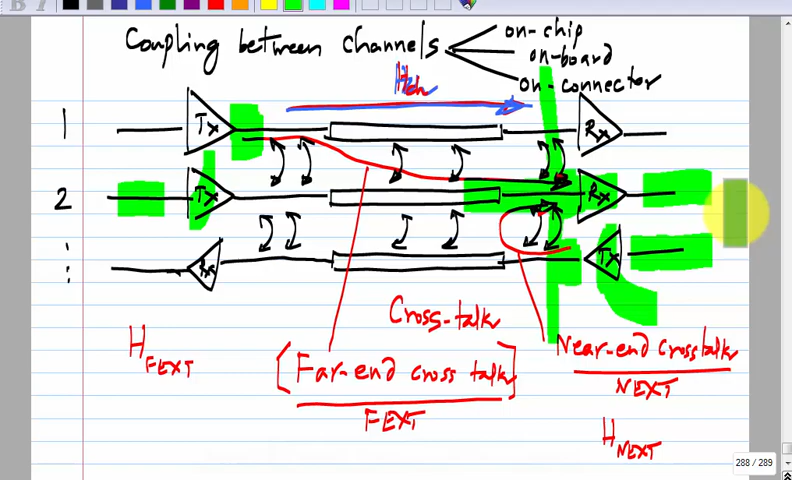 B I
Coupling between channels
on-chip
on-board
on-connector
Hch
1
Tx
Rx
2
Tx
Rx
Rx
Tx
Cross-talk
HFEXT
[Far-end cross talk]
Near-end crosstalk
FEXT
NEXT
HNEXT
288 / 289